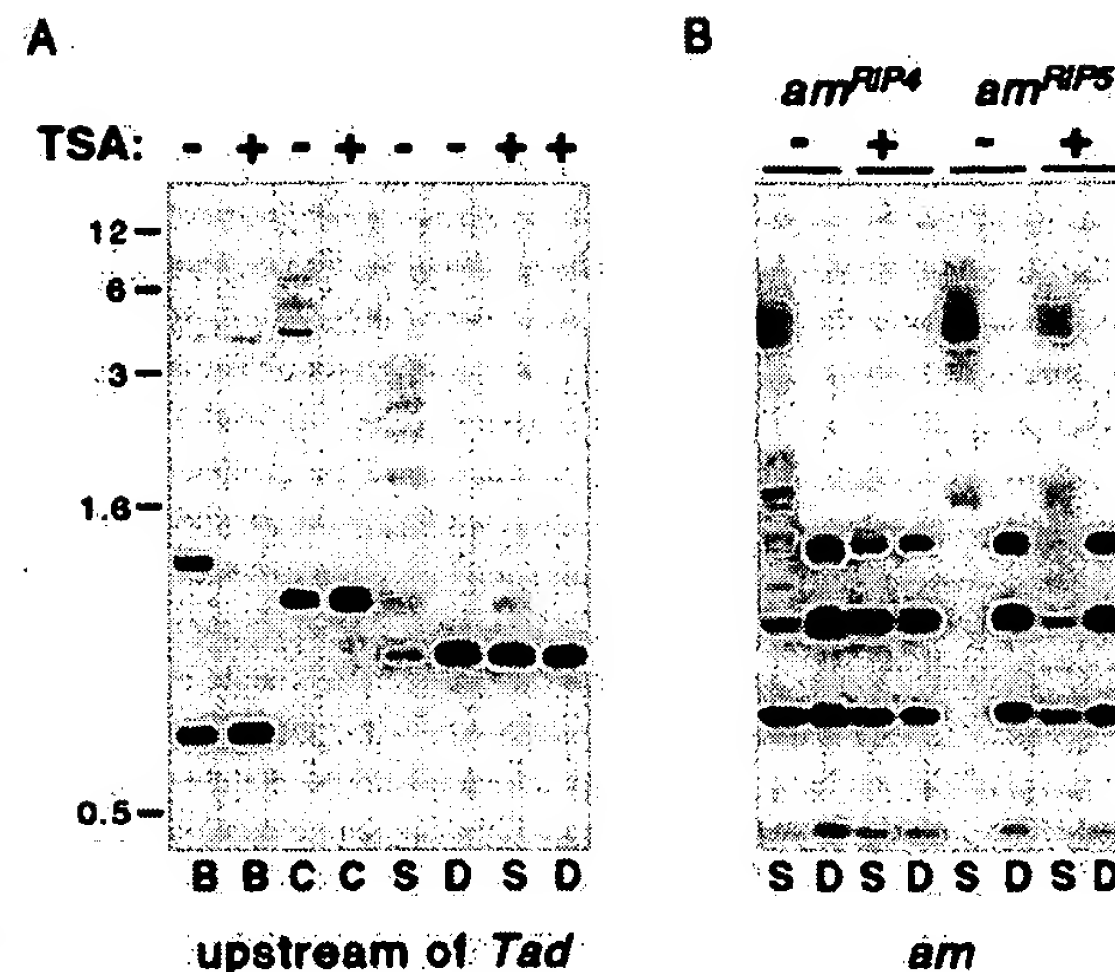 A
B
am^RIP4 am^RIP5
TSA: - + - + - - + +
- + - +
12
6
3
1.6
0.5
B B C C S D S D
S D S D S D S D
upstream of Tad
am